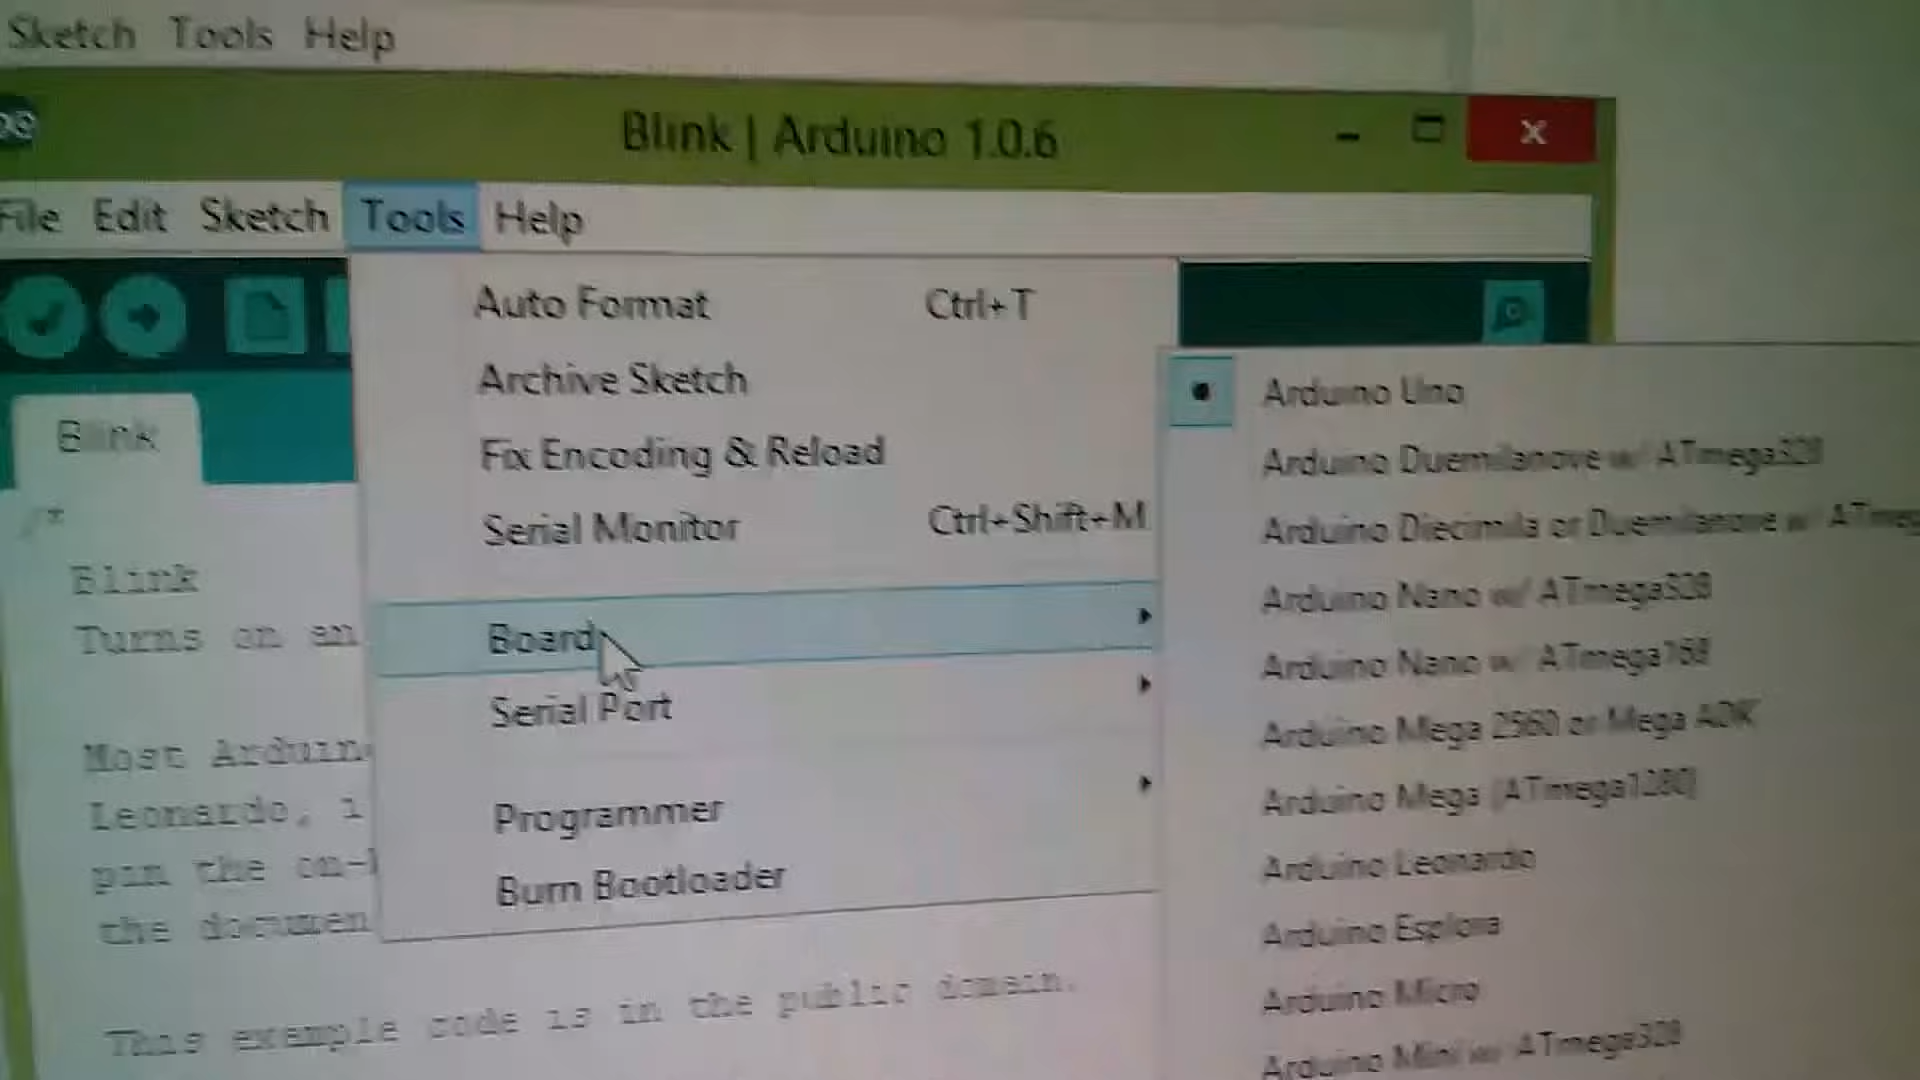 Sketch Tools Help
Blink | Arduino 1.0.6
File Edit Sketch Tools Help
Auto Format Ctrl+T
Archive Sketch
Fix Encoding & Reload
Serial Monitor Ctrl+Shift+M
Board
Serial Port
Programmer
Burn Bootloader
Arduino Uno
Arduino Duemilanove w/ ATmega328
Arduino Diecimila or Duemilanove w/ ATmeg
Arduino Nano w/ ATmega328
Arduino Nano w/ ATmega168
Arduino Mega 2560 or Mega ADK
Arduino Mega (ATmega1280)
Arduino Leonardo
Arduino Esplora
Arduino Micro
Arduino Mini w/ ATmega328
Blink
/*
Blink
Turns on an
Most Arduin
Leonardo, i
pin the on-
the documen
This example code is in the public domain.